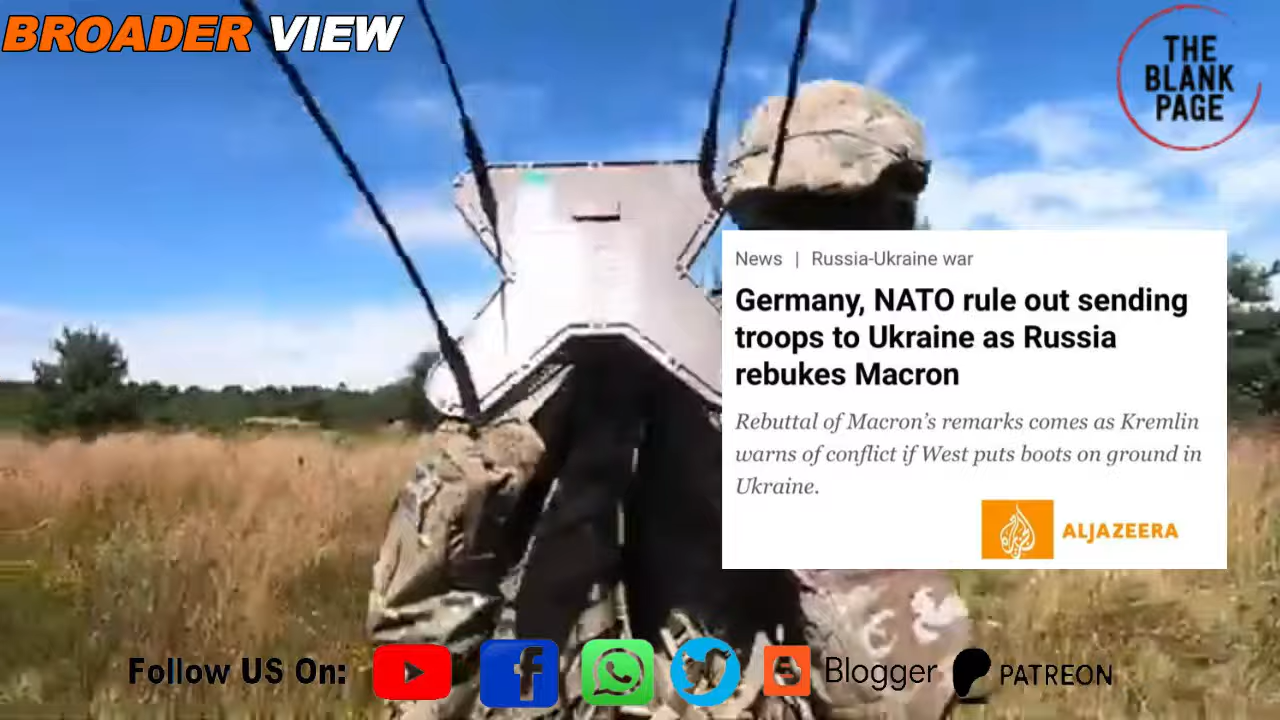 BROADER VIEW
THE
BLANK
PAGE
News | Russia-Ukraine war
Germany, NATO rule out sending
troops to Ukraine as Russia
rebukes Macron
Rebuttal of Macron’s remarks comes as Kremlin
warns of conflict if West puts boots on ground in
Ukraine.
ALJAZEERA
Follow US On:
Blogger
PATREON